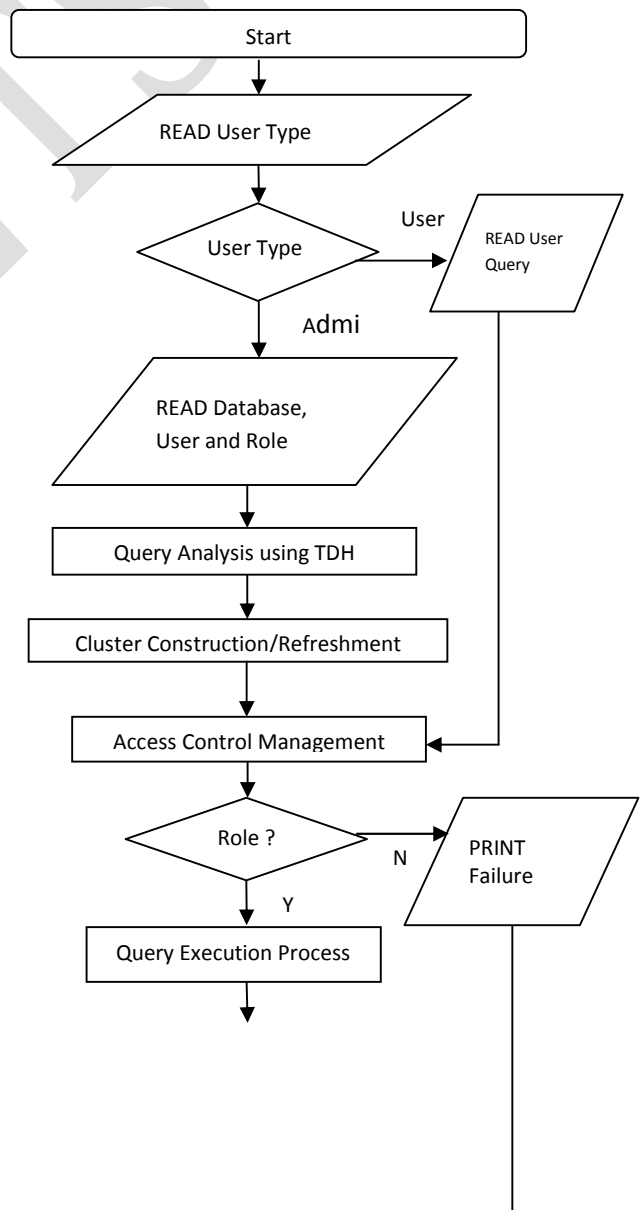 Start
READ User Type
User Type
User
READ User
Query
Admi
READ Database,
User and Role
Query Analysis using TDH
Cluster Construction/Refreshment
Access Control Management
Role ?
N
PRINT
Failure
Y
Query Execution Process